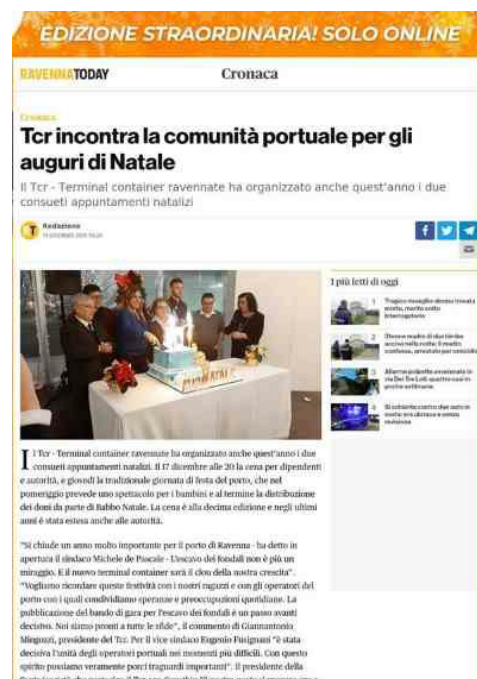 EDIZIONE STRAORDINARIA! SOLO ONLINE
RAVENNATODAY
Cronaca
Cronaca
Tcr incontra la comunità portuale per gli
auguri di Natale
Il Tcr - Terminal container ravennate ha organizzato anche quest'anno i due
consueti appuntamenti natalizi
Redazione
I più letti di oggi
1
2
3
4
BUON NATALE
Il Tcr - Terminal container ravennate ha organizzato anche quest'anno i due
consueti appuntamenti natalizi. Il 17 dicembre alle 20 la cena per dipendenti
e autorità, e giovedì la tradizionale giornata di festa del porto, che nel
pomeriggio prevede uno spettacolo per i bambini e al termine la distribuzione
dei doni da parte di Babbo Natale. La cena è alla decima edizione e negli ultimi
anni è stata estesa anche alle autorità.
"Si chiude un anno molto importante per il porto di Ravenna - ha detto in
apertura il sindaco Michele de Pascale - L'escavo dei fondali non è più un
miraggio. E il nuovo terminal container sarà il clou della nostra crescita".
"Vogliamo ricordare queste festività con i nostri ragazzi e con gli operatori del
porto con i quali condividiamo speranze e preoccupazioni quotidiane. La
pubblicazione del bando di gara per l'escavo dei fondali è un passo avanti
decisivo. Noi siamo pronti a tutte le sfide", il commento di Giannantonio
Mingozzi, presidente del Tcr. Per il vice sindaco Eugenio Fusignani "è stata
decisiva l'unità degli operatori portuali nei momenti più difficili. Con questo
spirito possiamo veramente porci traguardi importanti". Il presidente della